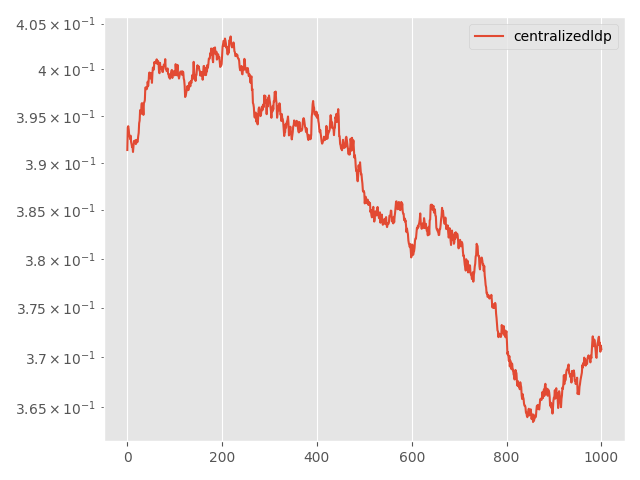 centralizedldp
4.05 × 10⁻¹
4 × 10⁻¹
3.95 × 10⁻¹
3.9 × 10⁻¹
3.85 × 10⁻¹
3.8 × 10⁻¹
3.75 × 10⁻¹
3.7 × 10⁻¹
3.65 × 10⁻¹
0 200 400 600 800 1000